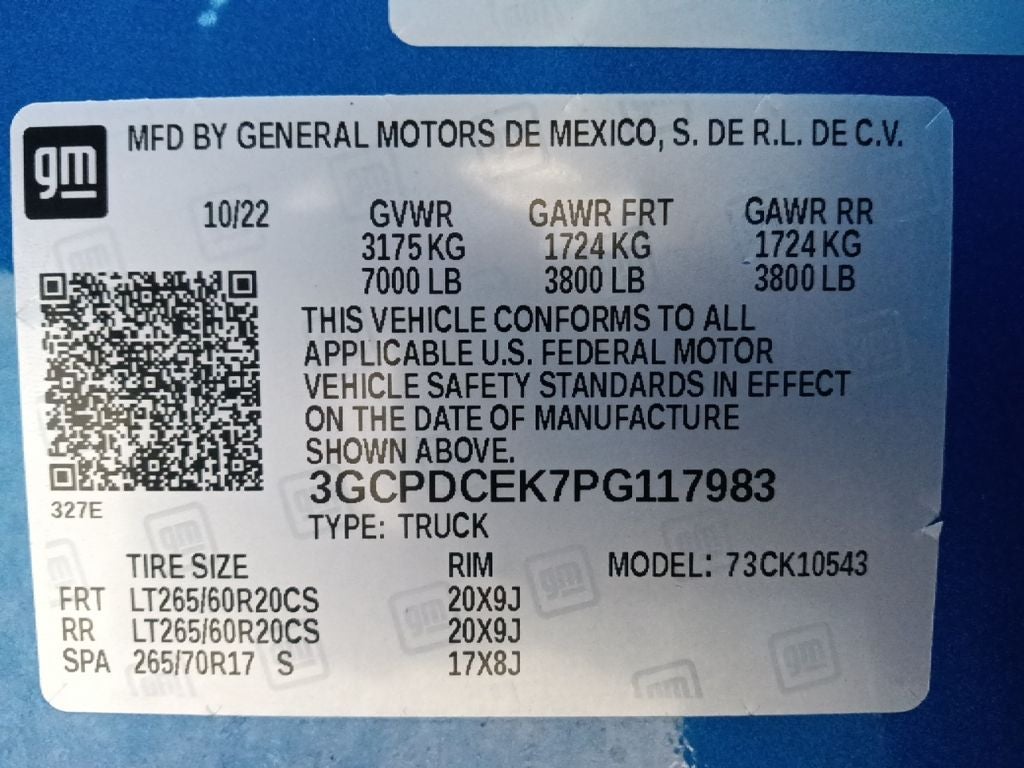 gm
MFD BY GENERAL MOTORS DE MEXICO, S. DE R.L. DE C.V.
10/22 GVWR GAWR FRT GAWR RR
3175 KG 1724 KG 1724 KG
7000 LB 3800 LB 3800 LB
THIS VEHICLE CONFORMS TO ALL
APPLICABLE U.S. FEDERAL MOTOR
VEHICLE SAFETY STANDARDS IN EFFECT
ON THE DATE OF MANUFACTURE
SHOWN ABOVE.
3GCPDCEK7PG117983
327E
TYPE: TRUCK
TIRE SIZE RIM MODEL: 73CK10543
FRT LT265/60R20CS 20X9J
RR LT265/60R20CS 20X9J
SPA 265/70R17 S 17X8J